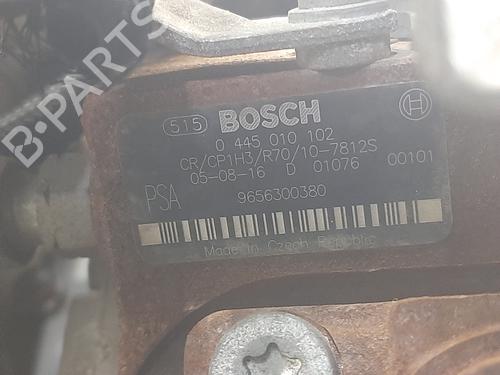 515 BOSCH
0 445 010 102
CR/CP1H3/R70/10-7812S
05-08-16 D 01076 00101
PSA 9656300380
Made in Czech Republic
B-PARTS